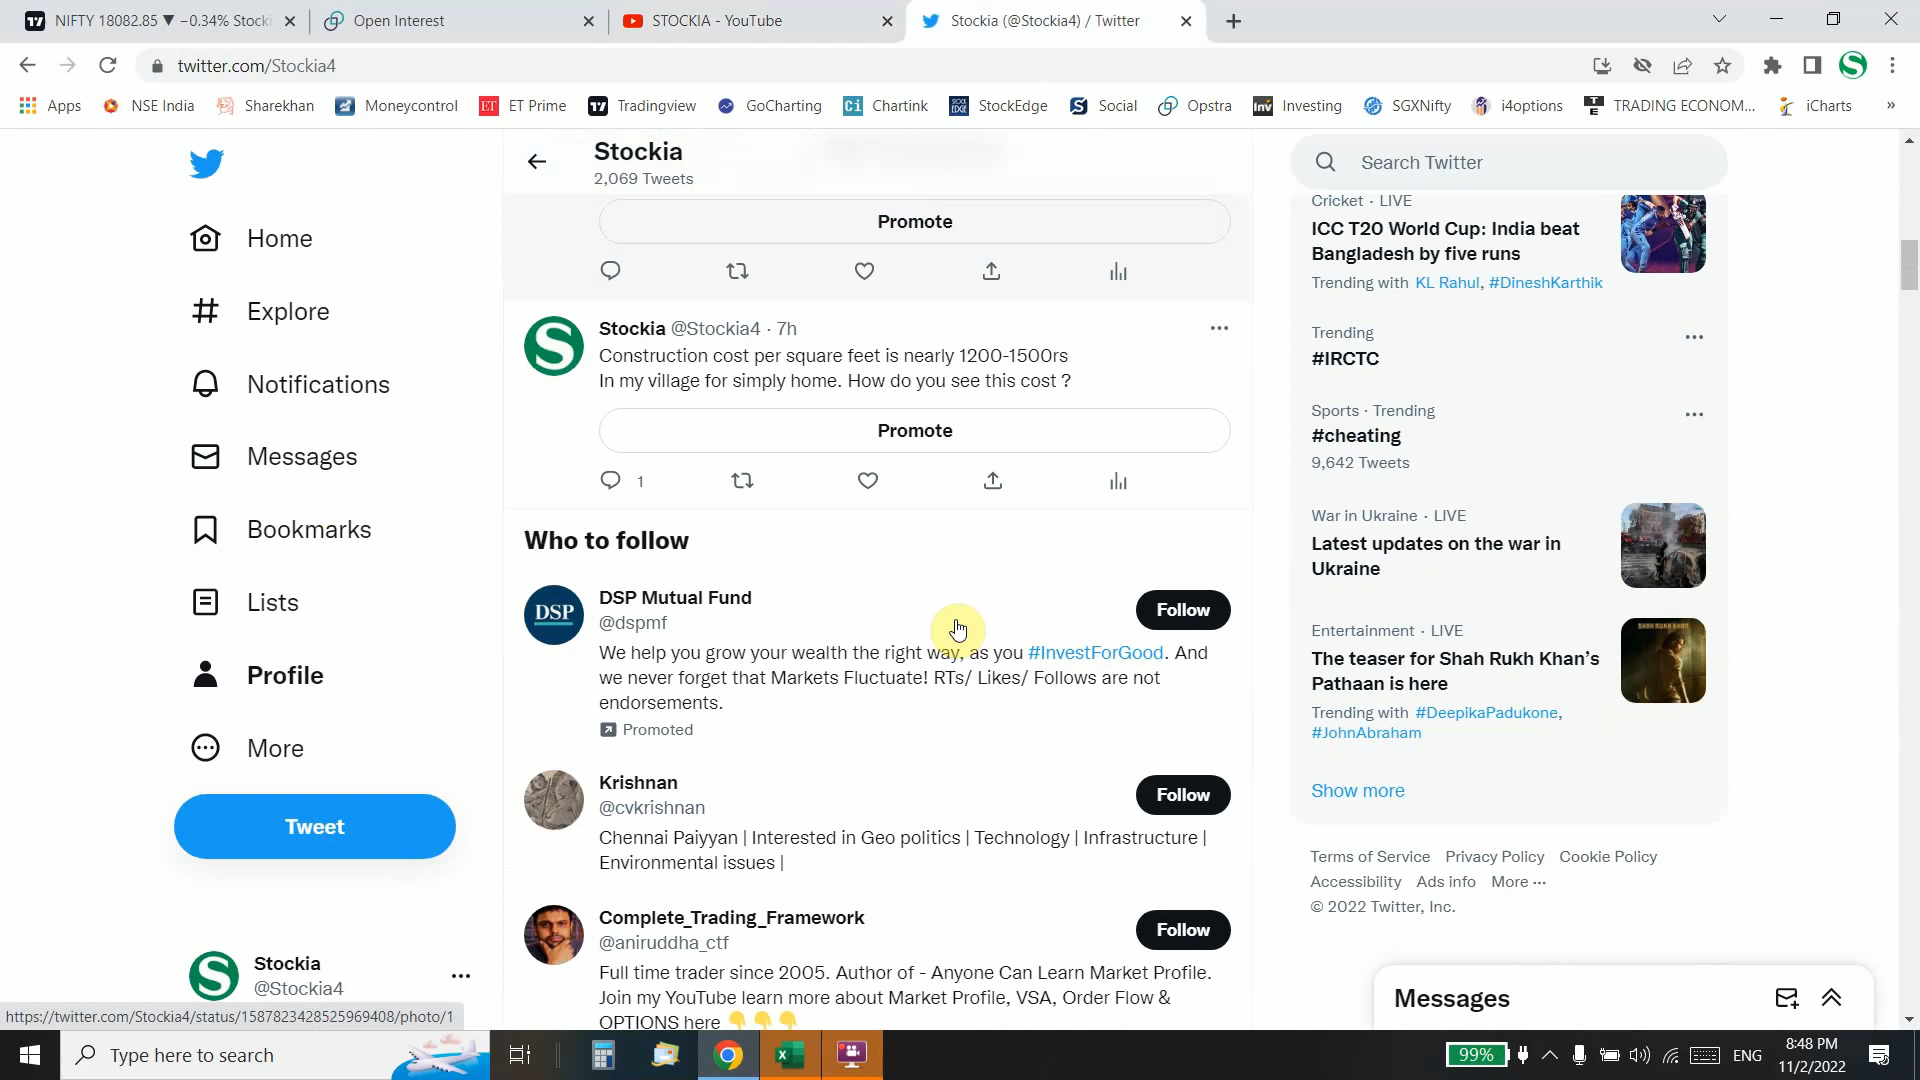 NIFTY 18082.85 ▼ −0.34% Stocki
Open Interest
STOCKIA - YouTube
Stockia (@Stockia4) / Twitter
twitter.com/Stockia4
Apps
NSE India
Sharekhan
Moneycontrol
ET Prime
Tradingview
GoCharting
Chartink
StockEdge
Social
Opstra
Investing
SGXNifty
i4options
TRADING ECONOM...
iCharts
»
Home
Explore
Notifications
Messages
Bookmarks
Lists
Profile
More
Tweet
Stockia
@Stockia4
Stockia
2,069 Tweets
Promote
Stockia @Stockia4 · 7h
Construction cost per square feet is nearly 1200-1500rs
In my village for simply home. How do you see this cost ?
Promote
1
Who to follow
DSP
DSP Mutual Fund
@dspmf
Follow
We help you grow your wealth the right way, as you #InvestForGood. And
we never forget that Markets Fluctuate! RTs/ Likes/ Follows are not
endorsements.
Promoted
Krishnan
@cvkrishnan
Follow
Chennai Paiyyan | Interested in Geo politics | Technology | Infrastructure |
Environmental issues |
Complete_Trading_Framework
@aniruddha_ctf
Follow
Full time trader since 2005. Author of - Anyone Can Learn Market Profile.
Join my YouTube learn more about Market Profile, VSA, Order Flow &
OPTIONS here 👇👇👇
Search Twitter
Cricket · LIVE
ICC T20 World Cup: India beat
Bangladesh by five runs
Trending with KL Rahul, #DineshKarthik
Trending
#IRCTC
Sports · Trending
#cheating
9,642 Tweets
War in Ukraine · LIVE
Latest updates on the war in
Ukraine
Entertainment · LIVE
The teaser for Shah Rukh Khan’s
Pathaan is here
SHAH RUKH KHAN
Trending with #DeepikaPadukone,
#JohnAbraham
Show more
Terms of Service Privacy Policy Cookie Policy
Accessibility Ads info More ···
© 2022 Twitter, Inc.
Messages
https://twitter.com/Stockia4/status/1587823428525969408/photo/1
Type here to search
99%
ENG
8:48 PM
11/2/2022